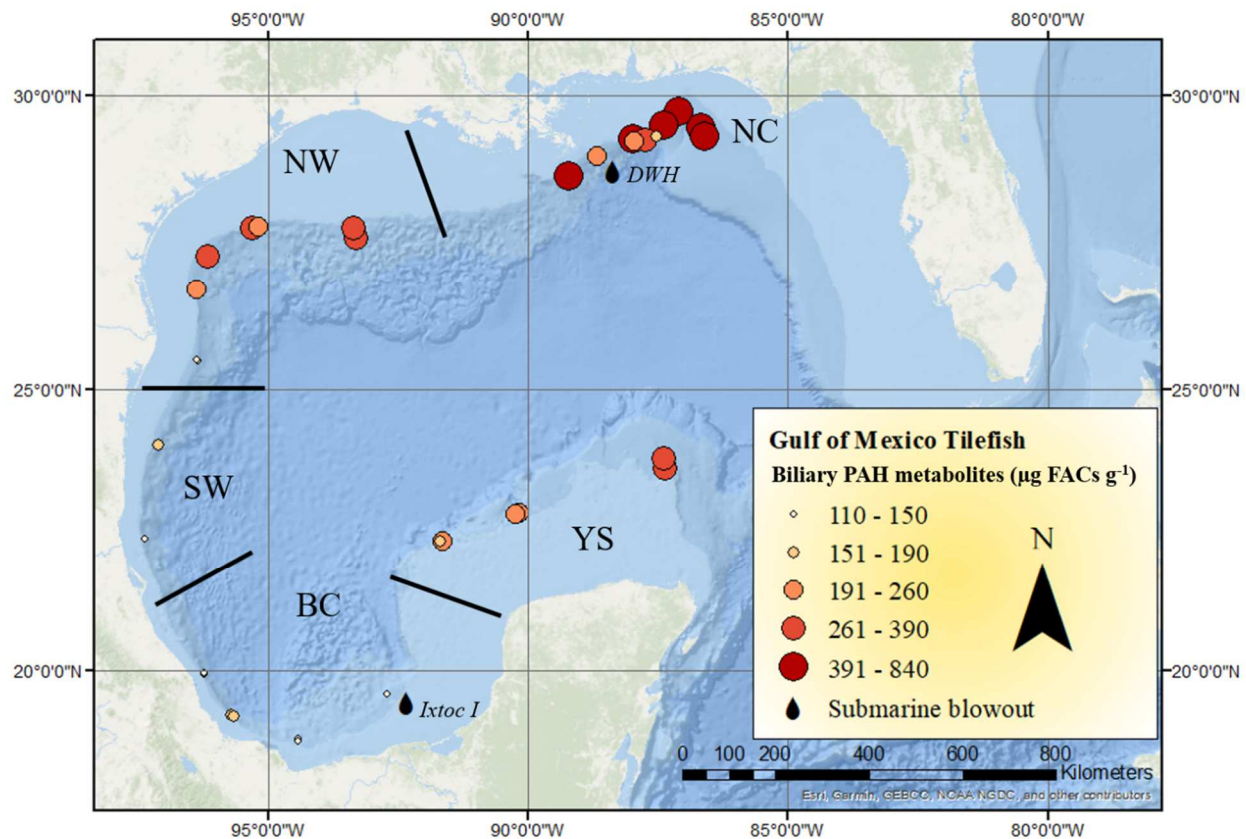 95°0'0"W 90°0'0"W 85°0'0"W 80°0'0"W
30°0'0"N 30°0'0"N
NC
NW
DWH
25°0'0"N 25°0'0"N
SW
YS
BC
20°0'0"N 20°0'0"N
Ixtoc I
Gulf of Mexico Tilefish
Biliary PAH metabolites (µg FACs g⁻¹)
110 - 150
151 - 190
191 - 260
261 - 390
391 - 840
Submarine blowout
N
0 100 200 400 600 800
Kilometers
Esri, Garmin, GEBCO, NOAA NGDC, and other contributors
95°0'0"W 90°0'0"W 85°0'0"W 80°0'0"W